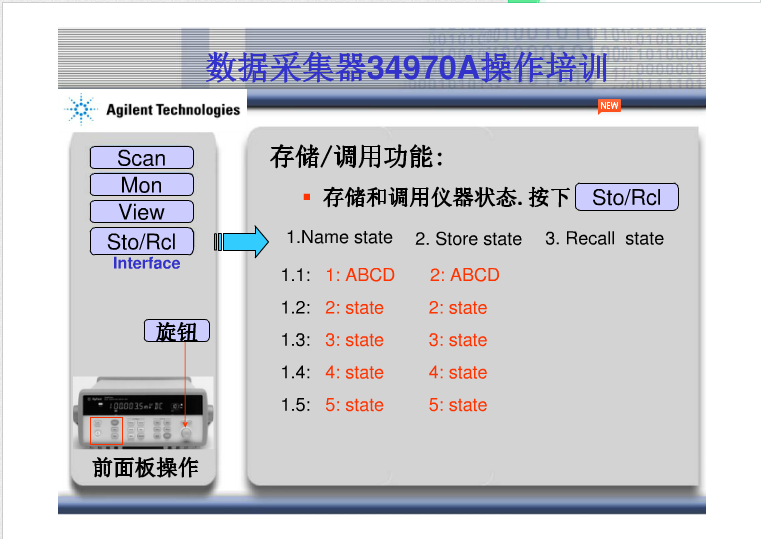 数据采集器34970A操作培训
Agilent Technologies
NEW
Scan
Mon
View
Sto/Rcl
Interface
旋钮
前面板操作
存储/调用功能:
存储和调用仪器状态. 按下 Sto/Rcl
1.Name state 2. Store state 3. Recall state
1.1: 1: ABCD 2: ABCD
1.2: 2: state 2: state
1.3: 3: state 3: state
1.4: 4: state 4: state
1.5: 5: state 5: state